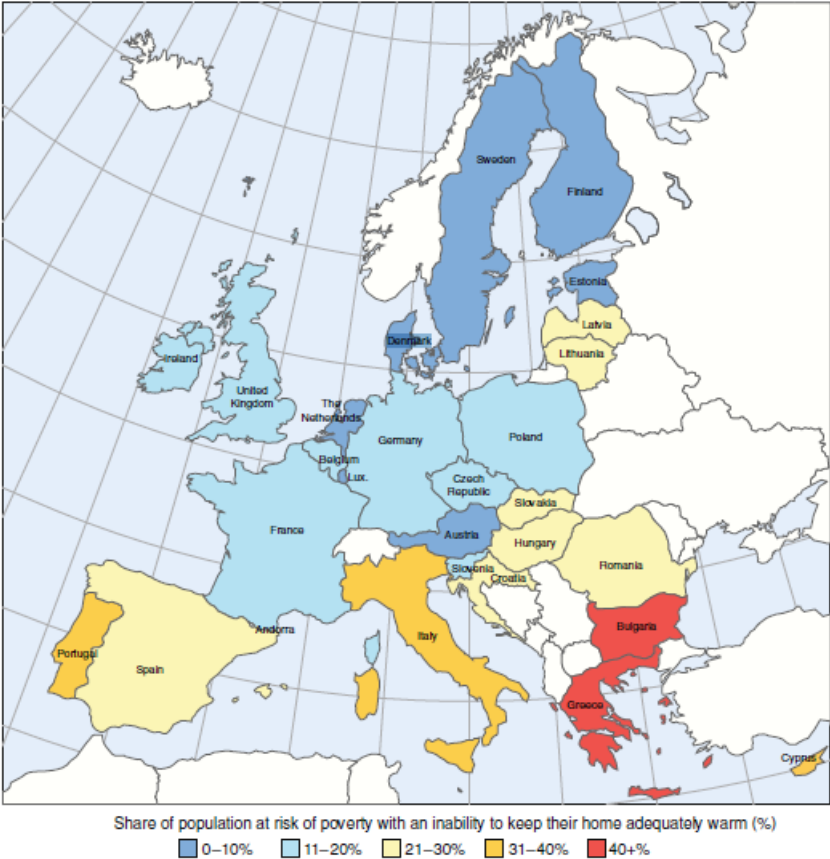 Sweden
Finland
Estonia
Latvia
Lithuania
Denmark
Ireland
United
Kingdom
The
Netherlands
Belgium
Lux.
Germany
Poland
Czech
Republic
Slovakia
France
Austria
Hungary
Slovenia
Croatia
Romania
Andorra
Italy
Bulgaria
Portugal
Spain
Greece
Cyprus
Share of population at risk of poverty with an inability to keep their home adequately warm (%)
0–10% 11–20% 21–30% 31–40% 40+%